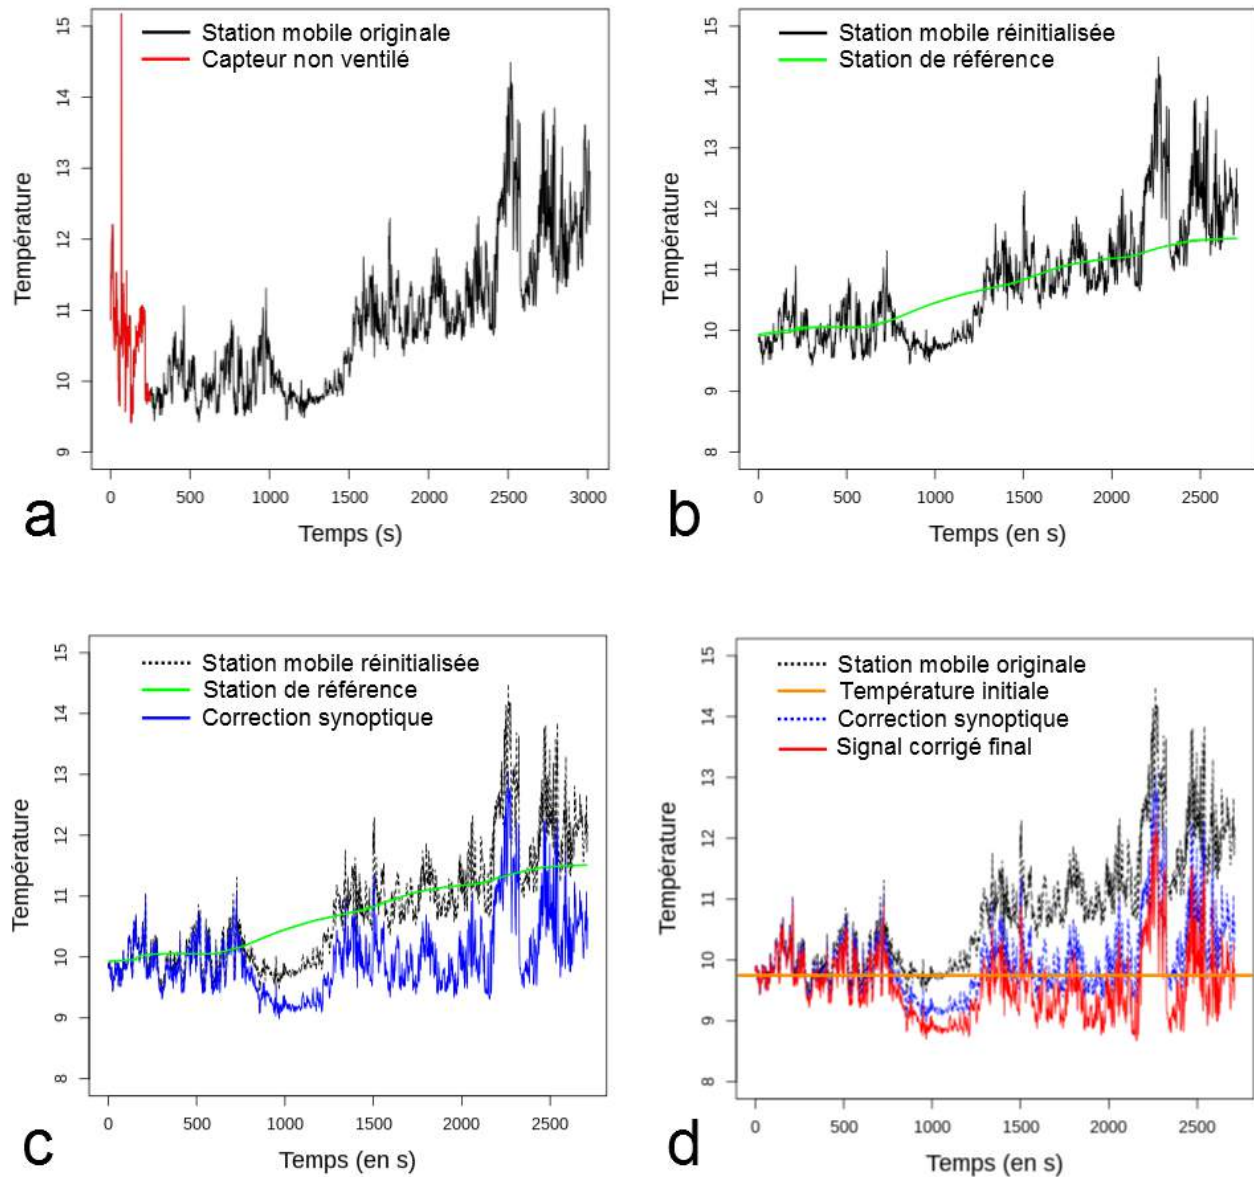 Station mobile originale
Capteur non ventilé
Température
15
14
13
12
11
10
9
0 500 1000 1500 2000 2500 3000
Temps (s)
a
Station mobile réinitialisée
Station de référence
Température
15
14
13
12
11
10
9
8
0 500 1000 1500 2000 2500
Temps (en s)
b
Station mobile réinitialisée
Station de référence
Correction synoptique
Température
15
14
13
12
11
10
9
8
0 500 1000 1500 2000 2500
Temps (en s)
c
Station mobile originale
Température initiale
Correction synoptique
Signal corrigé final
Température
15
14
13
12
11
10
9
8
0 500 1000 1500 2000 2500
Temps (en s)
d